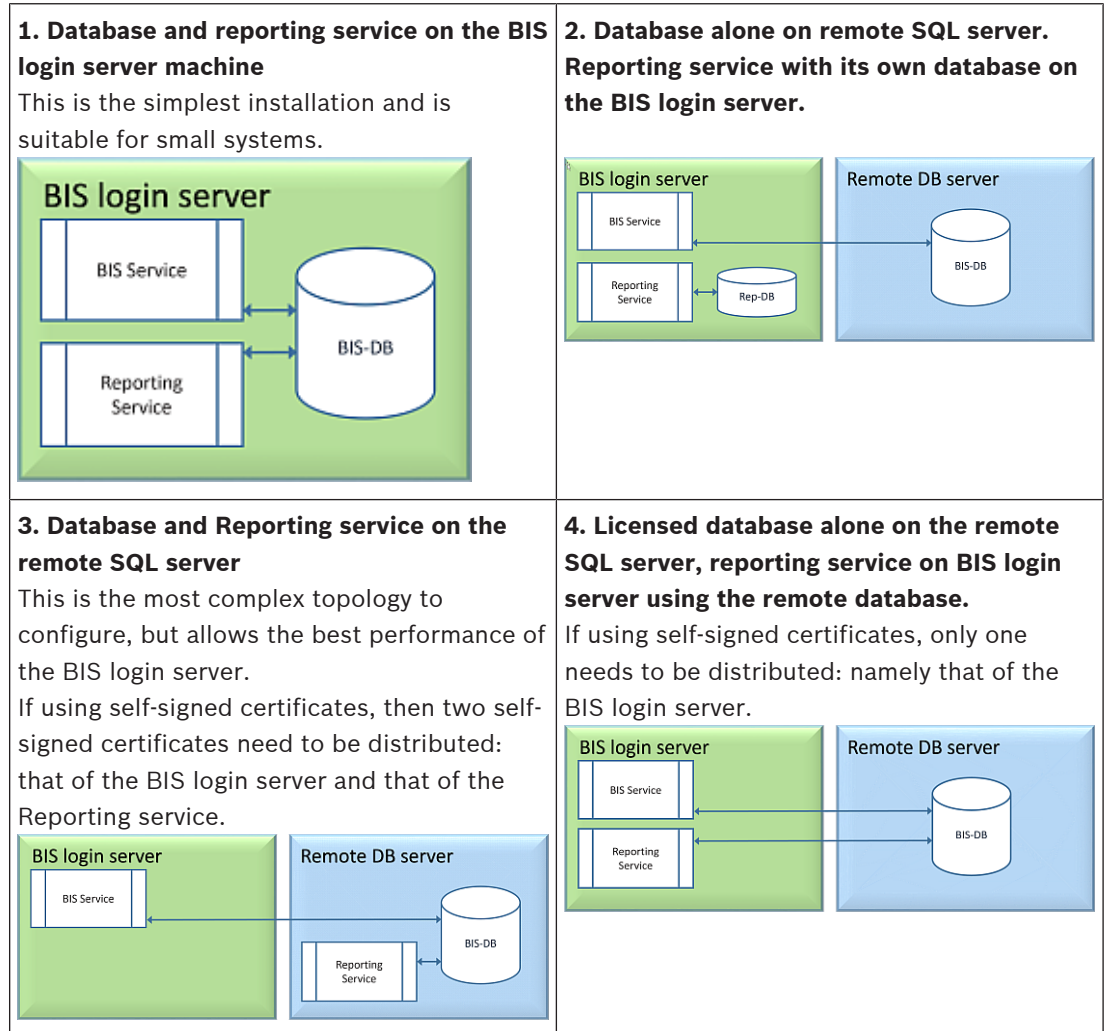 1. Database and reporting service on the BIS
login server machine
This is the simplest installation and is
suitable for small systems.
BIS login server
BIS Service
Reporting
Service
BIS-DB
2. Database alone on remote SQL server.
Reporting service with its own database on
the BIS login server.
BIS login server
BIS Service
Reporting
Service
Rep-DB
Remote DB server
BIS-DB
3. Database and Reporting service on the
remote SQL server
This is the most complex topology to
configure, but allows the best performance of
the BIS login server.
If using self-signed certificates, then two self-
signed certificates need to be distributed:
that of the BIS login server and that of the
Reporting service.
BIS login server
BIS Service
Remote DB server
BIS-DB
Reporting
Service
4. Licensed database alone on the remote
SQL server, reporting service on BIS login
server using the remote database.
If using self-signed certificates, only one
needs to be distributed: namely that of the
BIS login server.
BIS login server
BIS Service
Reporting
Service
Remote DB server
BIS-DB